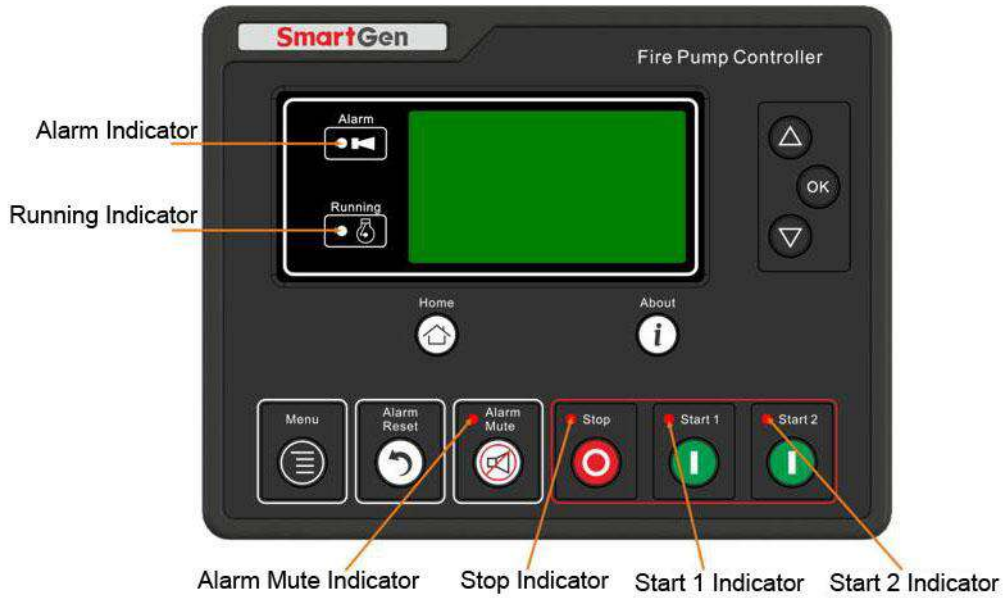 SmartGen
Fire Pump Controller
Alarm Indicator
Alarm
Running Indicator
Running
OK
Home
About
i
Menu
Alarm
Reset
Alarm
Mute
Stop
Start 1
Start 2
Alarm Mute Indicator
Stop Indicator
Start 1 Indicator
Start 2 Indicator